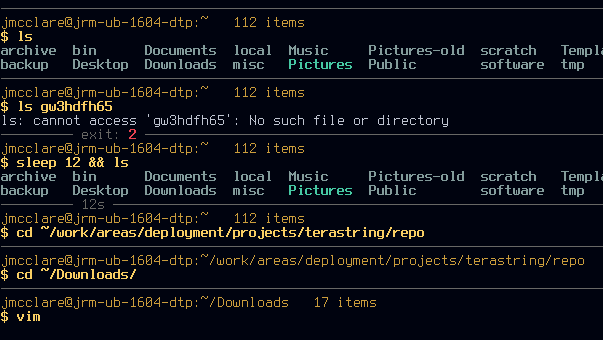 jmcclare@jrm-ub-1604-dtp:~   112 items
$ ls
archive  bin      Documents  local  Music     Pictures-old  scratch   Templa
backup   Desktop  Downloads  misc   Pictures  Public        software  tmp
jmcclare@jrm-ub-1604-dtp:~   112 items
$ ls gw3hdfh65
ls: cannot access 'gw3hdfh65': No such file or directory
exit: 2
jmcclare@jrm-ub-1604-dtp:~   112 items
$ sleep 12 && ls
archive  bin      Documents  local  Music     Pictures-old  scratch   Templa
backup   Desktop  Downloads  misc   Pictures  Public        software  tmp
12s
jmcclare@jrm-ub-1604-dtp:~   112 items
$ cd ~/work/areas/deployment/projects/terastring/repo
jmcclare@jrm-ub-1604-dtp:~/work/areas/deployment/projects/terastring/repo
$ cd ~/Downloads/
jmcclare@jrm-ub-1604-dtp:~/Downloads   17 items
$ vim